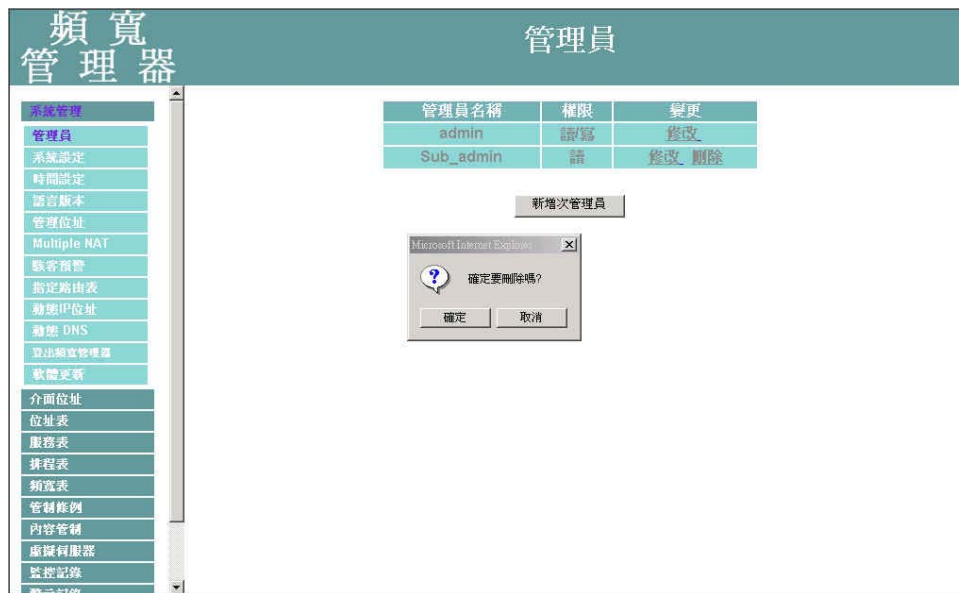 頻寬
管理器
管理員
系統管理
管理員
系統設定
時間設定
語言版本
管理位址
Multiple NAT
駭客預警
指定路由表
動態IP位址
動態 DNS
登出頻寬管理器
軟體更新
介面位址
位址表
服務表
排程表
頻寬表
管制條例
內容管制
虛擬伺服器
監控記錄
警示記錄
管理員名稱 權限 變更
admin 讀/寫 修改
Sub_admin 讀 修改 刪除
新增次管理員
Microsoft Internet Explorer
確定要刪除嗎?
確定 取消